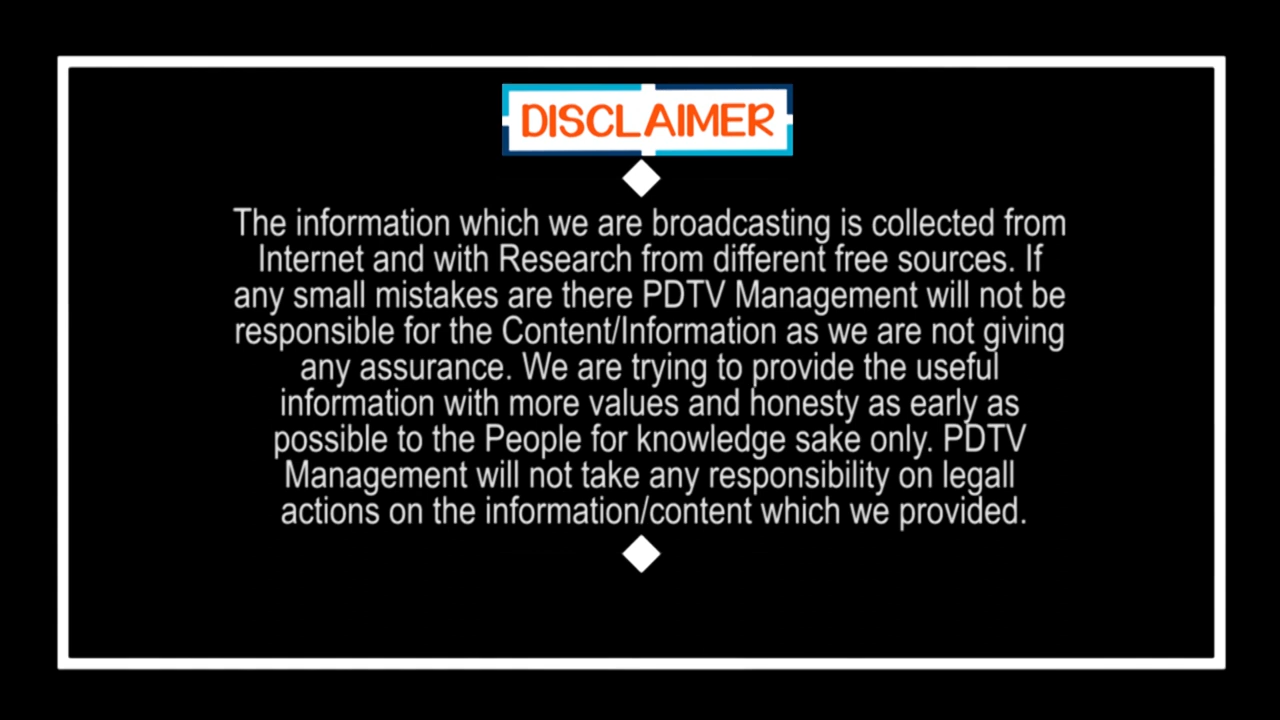 DISCLAIMER
The information which we are broadcasting is collected from
Internet and with Research from different free sources. If
any small mistakes are there PDTV Management will not be
responsible for the Content/Information as we are not giving
any assurance. We are trying to provide the useful
information with more values and honesty as early as
possible to the People for knowledge sake only. PDTV
Management will not take any responsibility on legall
actions on the information/content which we provided.